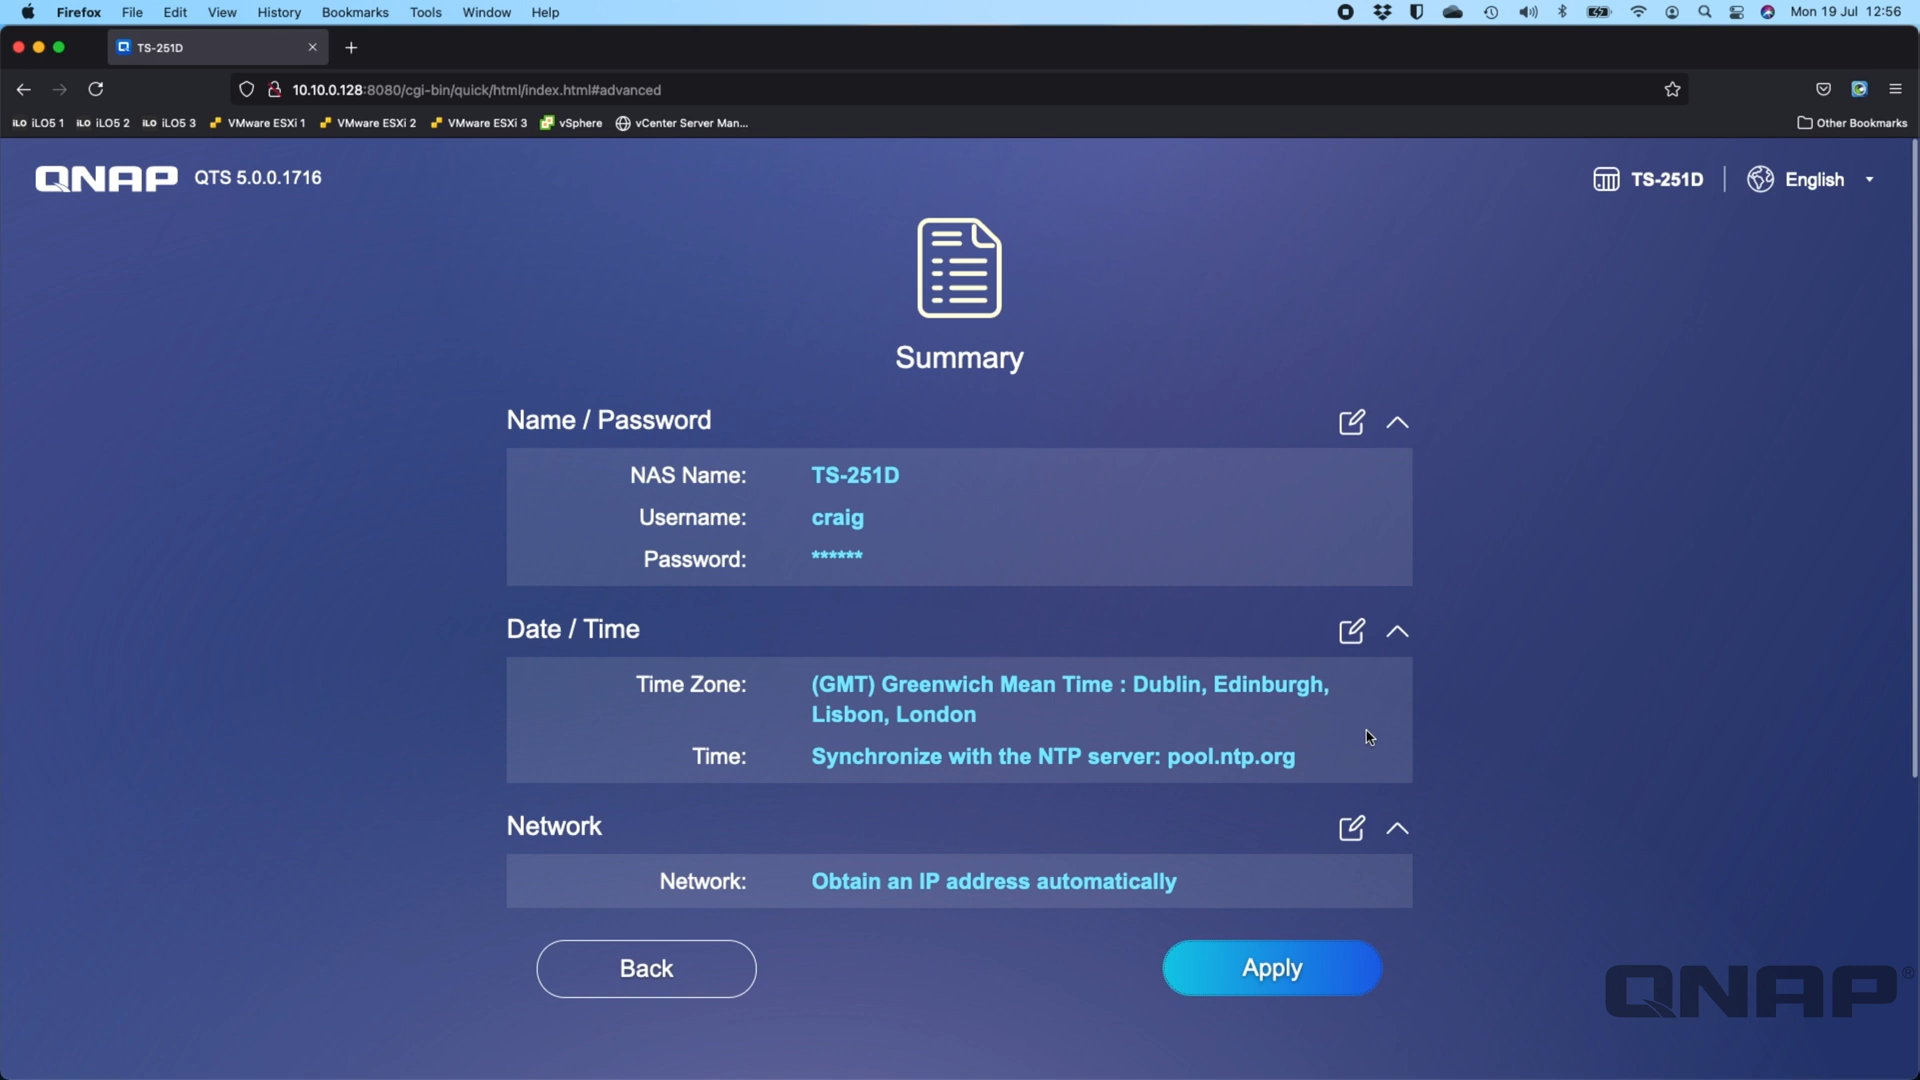 Firefox File Edit View History Bookmarks Tools Window Help Mon 19 Jul 12:56
TS-251D
10.10.0.128:8080/cgi-bin/quick/html/index.html#advanced
iLO iLO5 1 iLO iLO5 2 iLO iLO5 3 VMware ESXi 1 VMware ESXi 2 VMware ESXi 3 vSphere vCenter Server Man... Other Bookmarks
QNAP QTS 5.0.0.1716 TS-251D English
Summary
Name / Password
NAS Name: TS-251D
Username: craig
Password: ******
Date / Time
Time Zone: (GMT) Greenwich Mean Time : Dublin, Edinburgh,
Lisbon, London
Time: Synchronize with the NTP server: pool.ntp.org
Network
Network: Obtain an IP address automatically
Back Apply
QNAP®